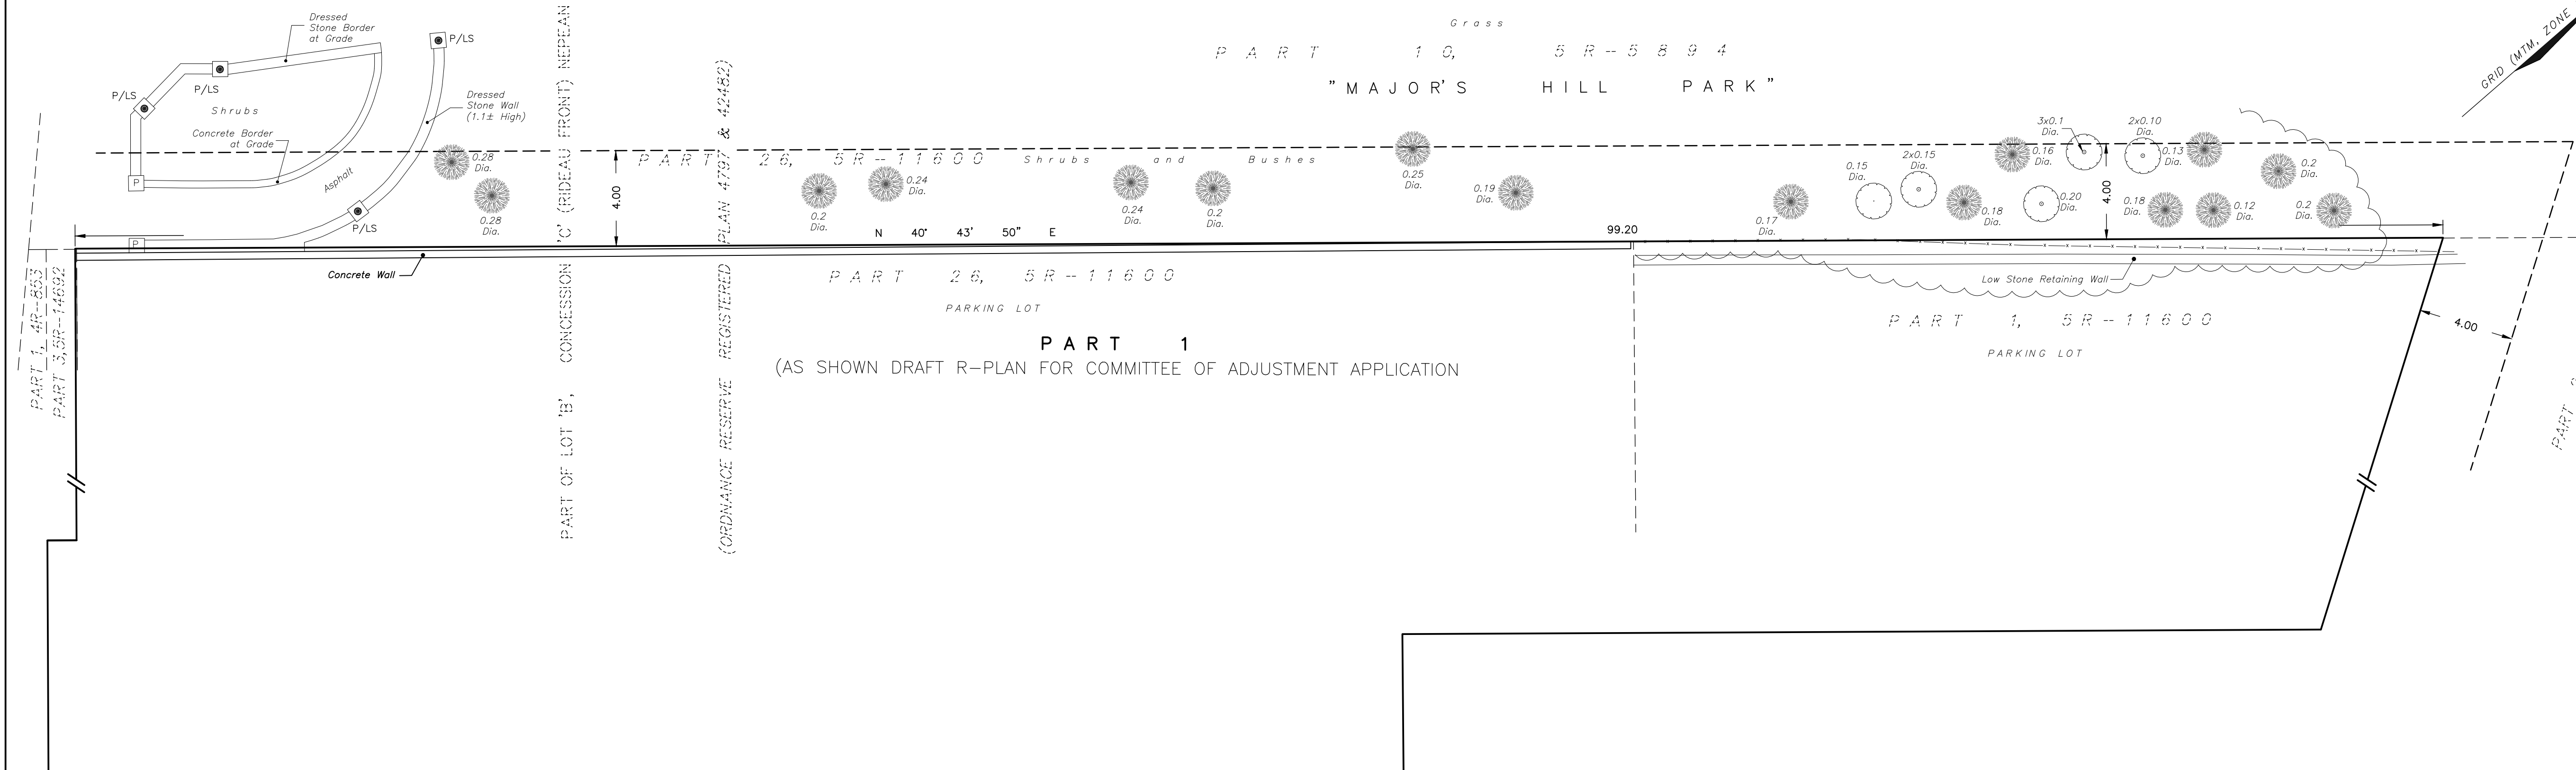 Dressed
Stone Border
at Grade
P/LS
P/LS
P/LS
Shrubs
Concrete Border
at Grade
P
Asphalt
P/LS
P
Dressed
Stone Wall
(1.1± High)
Grass
PART 10, 5R-5894
"MAJOR'S HILL PARK"
GRID (MTM, ZONE
PART 26, 5R-11600
Shrubs and Bushes
0.28
Dia.
0.28
Dia.
4.00
0.2
Dia.
0.24
Dia.
0.24
Dia.
0.2
Dia.
0.25
Dia.
0.19
Dia.
0.17
Dia.
0.15
Dia.
2x0.15
Dia.
0.18
Dia.
0.16
Dia.
3x0.1
Dia.
2x0.10
Dia.
0.20
Dia.
4.00
0.13
Dia.
0.18
Dia.
0.12
Dia.
0.2
Dia.
0.2
Dia.
N 40° 43' 50" E
99.20
Concrete Wall
PART 26, 5R-11600
PARKING LOT
PART 1
(AS SHOWN DRAFT R-PLAN FOR COMMITTEE OF ADJUSTMENT APPLICATION
Low Stone Retaining Wall
PART 1, 5R-11600
PARKING LOT
4.00
PART
PART 1, 4R-853
PART 3,5R-14692
PART OF LOT 'B', CONCESSION 'C' (RIDEAU FRONT) NEPEAN
(ORDNANCE RESERVE REGISTERED PLAN 4797 & 42482)